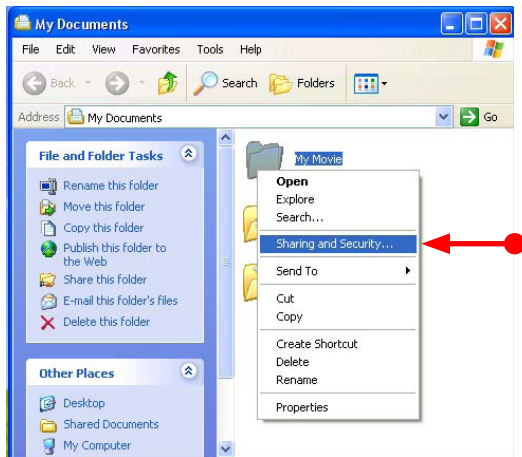 My Documents
File Edit View Favorites Tools Help
Back Search Folders
Address My Documents Go
File and Folder Tasks
Rename this folder
Move this folder
Copy this folder
Publish this folder to
the Web
Share this folder
E-mail this folder's files
Delete this folder
Other Places
Desktop
Shared Documents
My Computer
My Movie
Open
Explore
Search...
Sharing and Security...
Send To
Cut
Copy
Create Shortcut
Delete
Rename
Properties